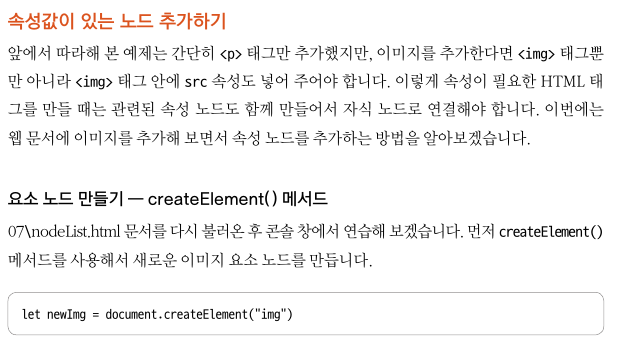 속성값이 있는 노드 추가하기
앞에서 따라해 본 예제는 간단히 <p> 태그만 추가했지만, 이미지를 추가한다면 <img> 태그뿐
만 아니라 <img> 태그 안에 src 속성도 넣어 주어야 합니다. 이렇게 속성이 필요한 HTML 태
그를 만들 때는 관련된 속성 노드도 함께 만들어서 자식 노드로 연결해야 합니다. 이번에는
웹 문서에 이미지를 추가해 보면서 속성 노드를 추가하는 방법을 알아보겠습니다.
요소 노드 만들기 — createElement() 메서드
07\nodeList.html 문서를 다시 불러온 후 콘솔 창에서 연습해 보겠습니다. 먼저 createElement()
메서드를 사용해서 새로운 이미지 요소 노드를 만듭니다.
let newImg = document.createElement("img")